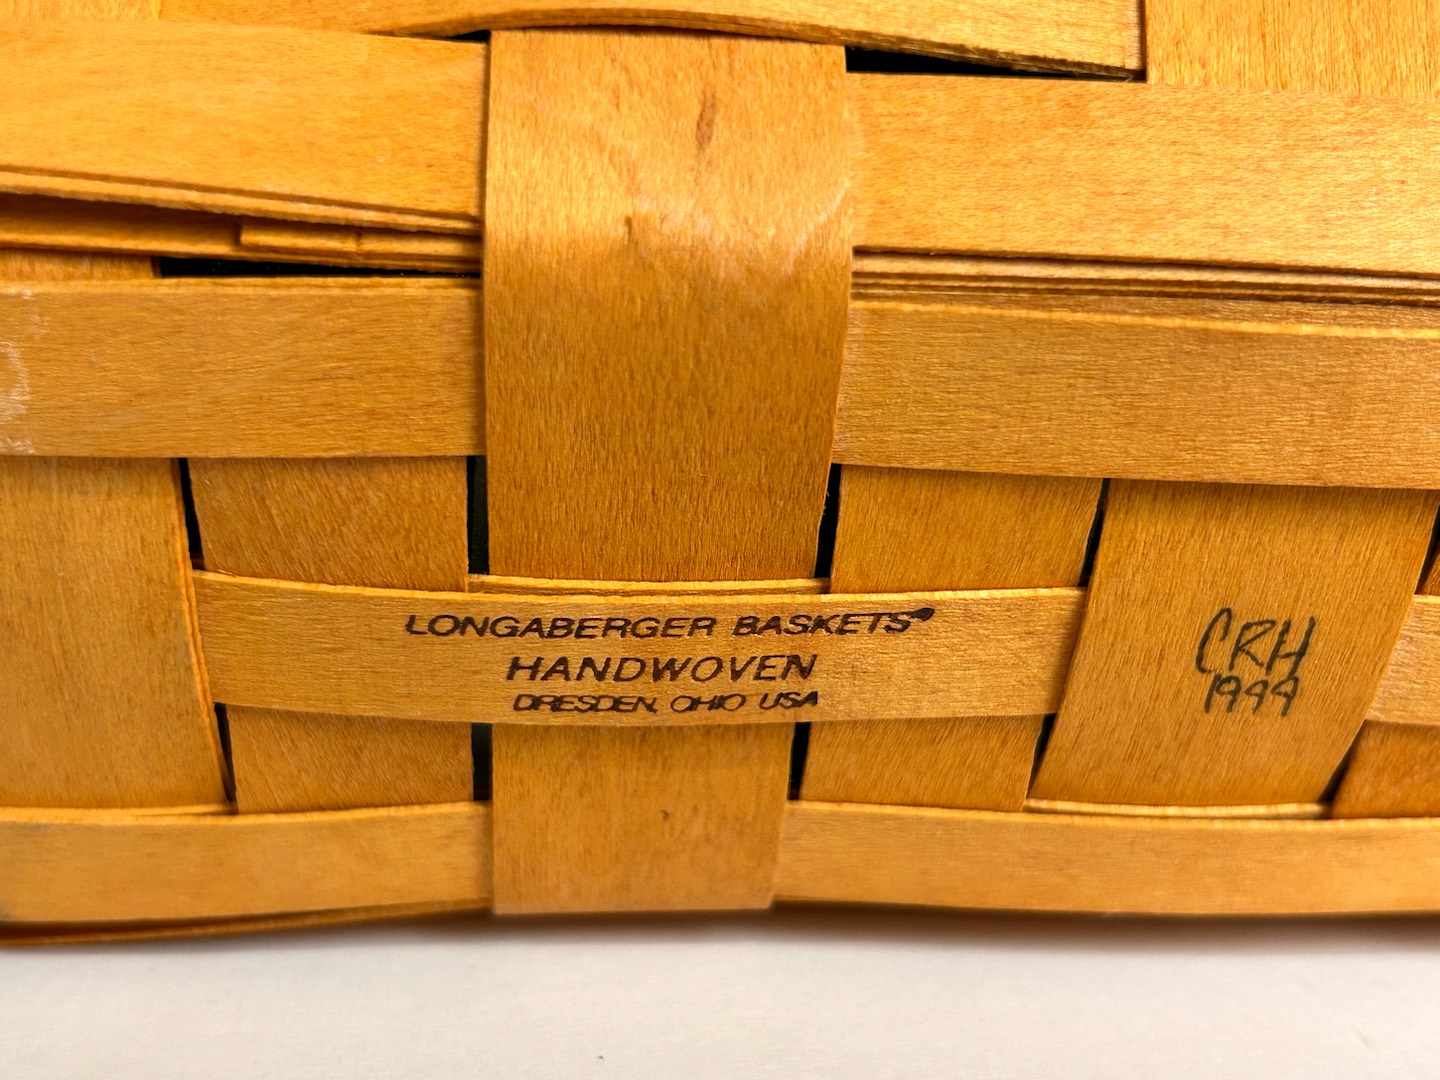 LONGABERGER BASKETS®
HANDWOVEN
DRESDEN, OHIO USA
CRH
1999